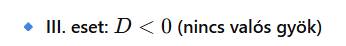 III. eset: D < 0 (nincs valós gyök)